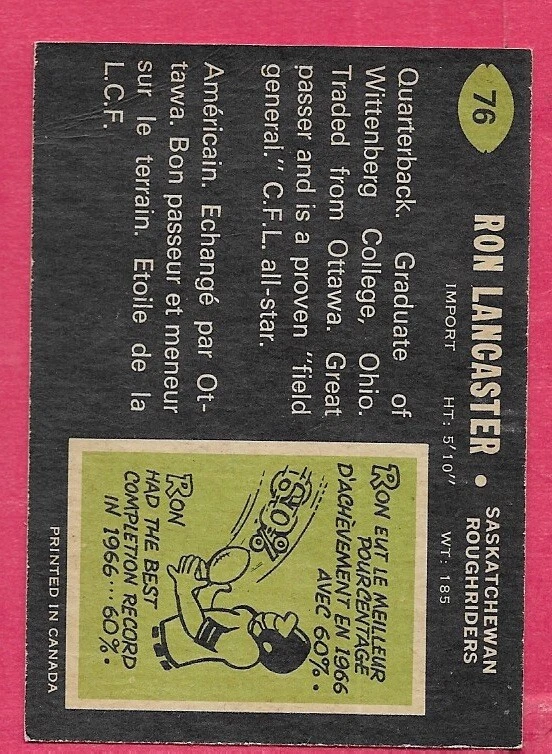 76
RON LANCASTER • SASKATCHEWAN
ROUGHRIDERS
IMPORT HT: 5'10" WT: 185
Quarterback. Graduate of
Wittenberg College, Ohio.
Traded from Ottawa. Great
passer and is a proven "field
general." C.F.L. all-star.
Américain. Echangé par Ot-
tawa. Bon passeur et meneur
sur le terrain. Etoile de la
L.C.F.
RON EUT LE MEILLEUR
POURCENTAGE
D'ACHÈVEMENT EN 1966
AVEC 60%.
RON
HAD THE BEST
COMPLETION RECORD
IN 1966... 60%.
PRINTED IN CANADA